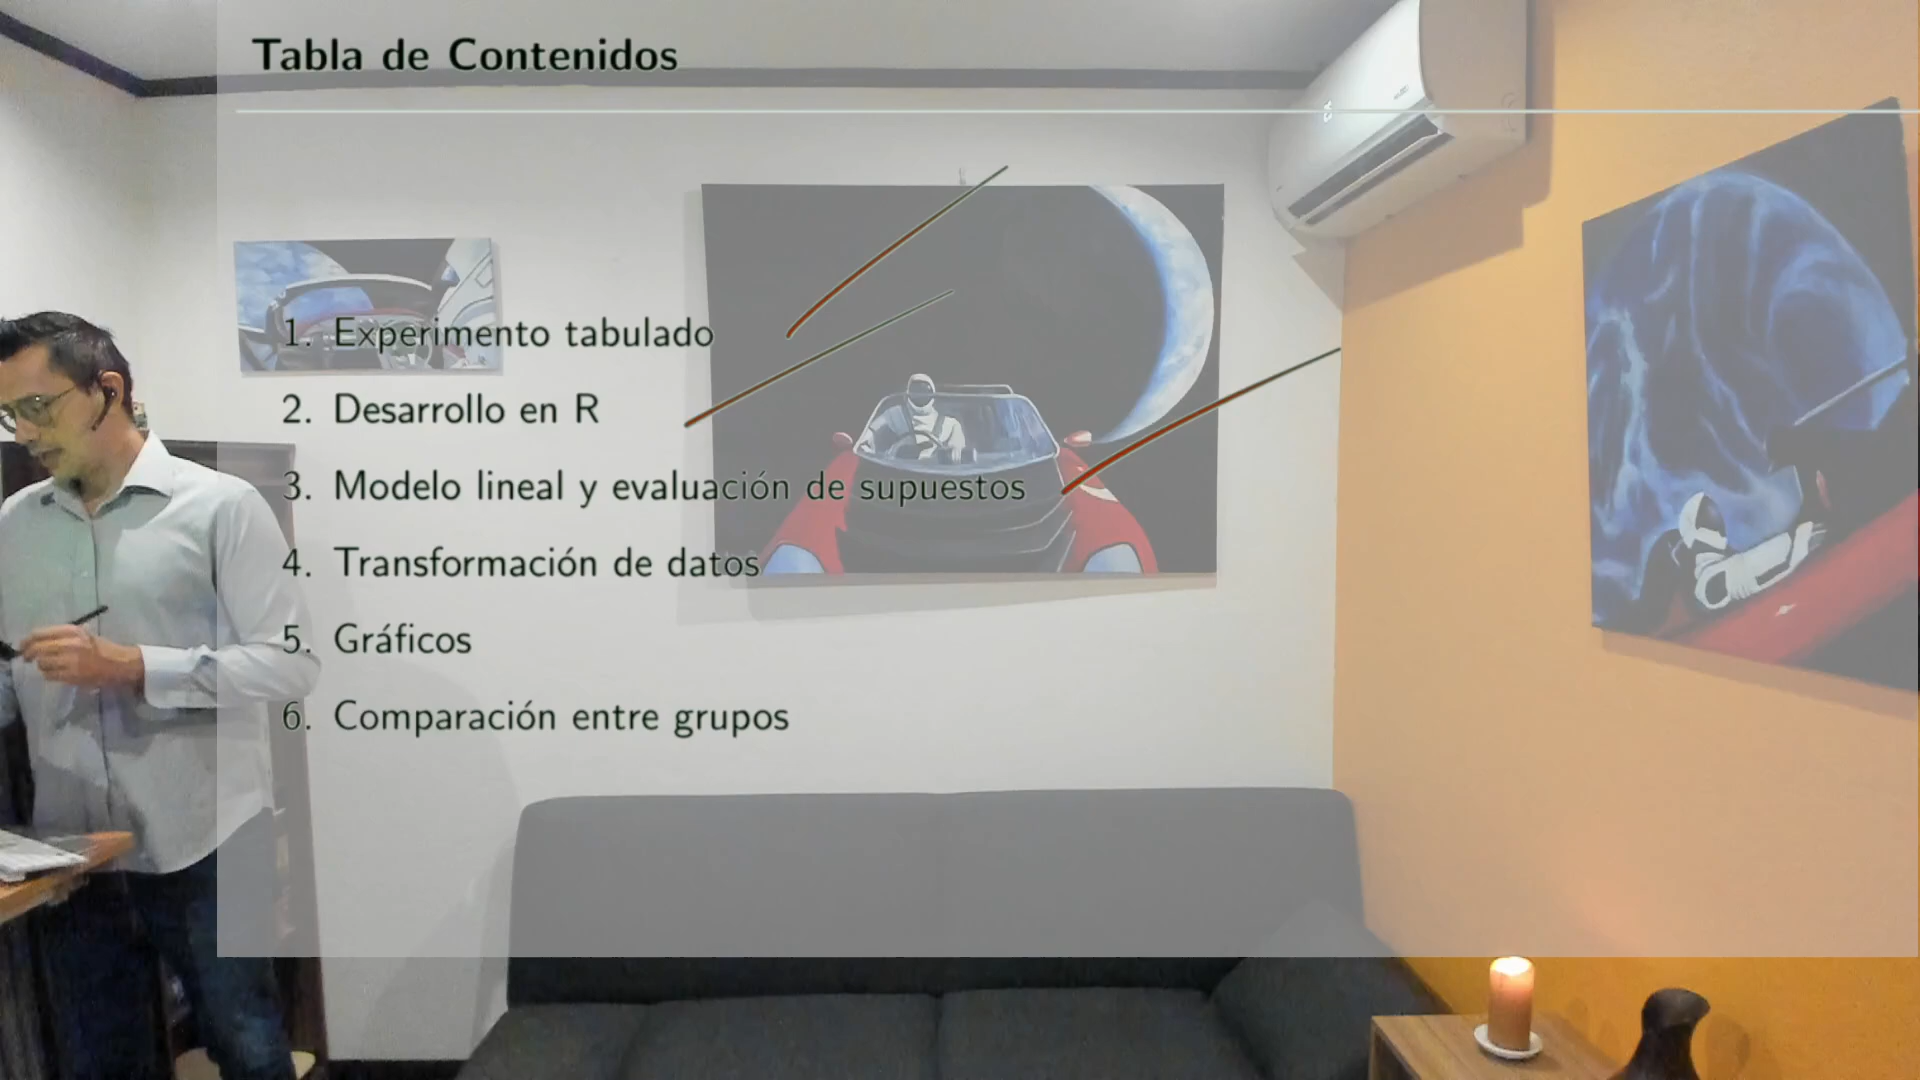 Tabla de Contenidos
1. Experimento tabulado
2. Desarrollo en R
3. Modelo lineal y evaluación de supuestos
4. Transformación de datos
5. Gráficos
6. Comparación entre grupos